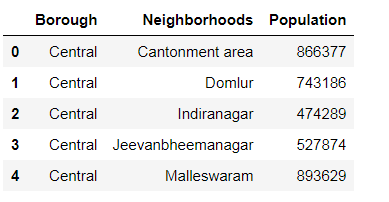 Borough Neighborhoods Population
0 Central Cantonment area 866377
1 Central Domlur 743186
2 Central Indiranagar 474289
3 Central Jeevanbheemanagar 527874
4 Central Malleswaram 893629